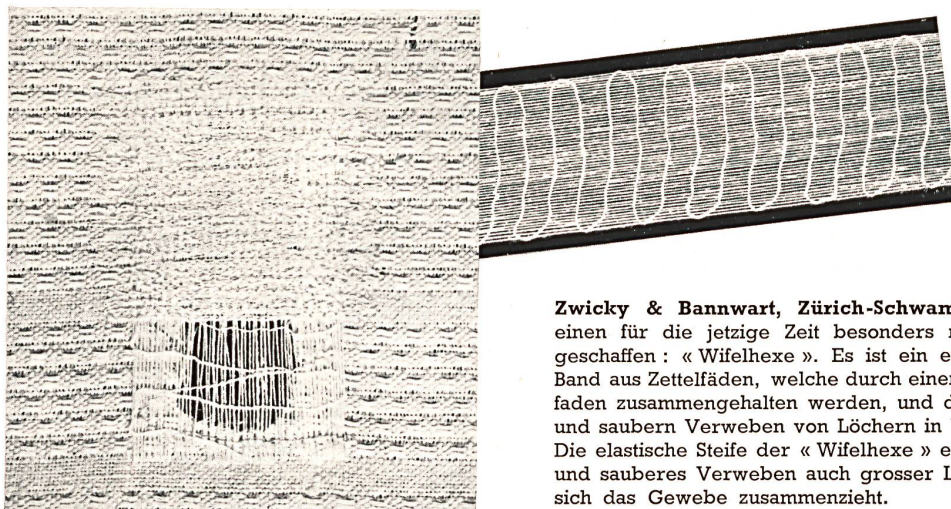 Zwicky & Bannwart, Zürich-Schwam
einen für die jetzige Zeit besonders
geschaffen : « Wifelhexe ». Es ist ein
Band aus Zettelfäden, welche durch einen
faden zusammengehalten werden, und
und saubern Verweben von Löchern in
Die elastische Steife der « Wifelhexe »
und sauberes Verweben auch grosser
sich das Gewebe zusammenzieht.